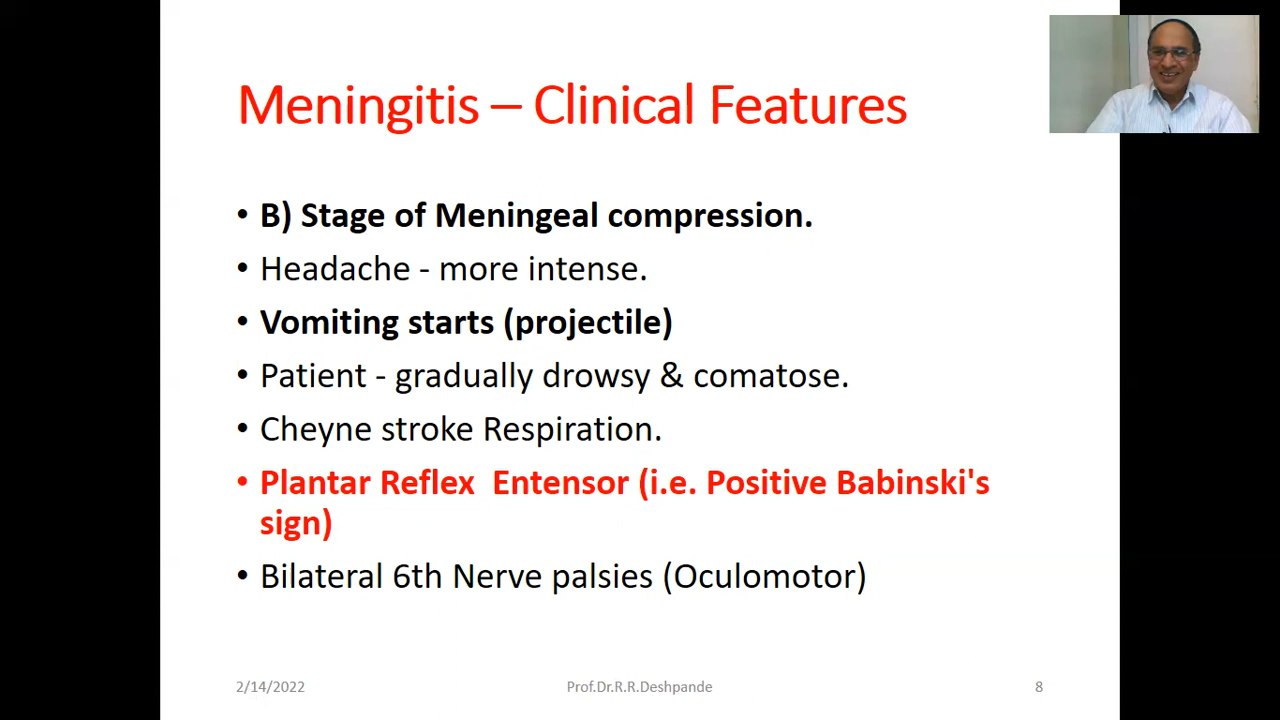 Meningitis – Clinical Features
• B) Stage of Meningeal compression.
• Headache - more intense.
• Vomiting starts (projectile)
• Patient - gradually drowsy & comatose.
• Cheyne stroke Respiration.
• Plantar Reflex  Entensor (i.e. Positive Babinski's
sign)
• Bilateral 6th Nerve palsies (Oculomotor)
2/14/2022
Prof.Dr.R.R.Deshpande
8